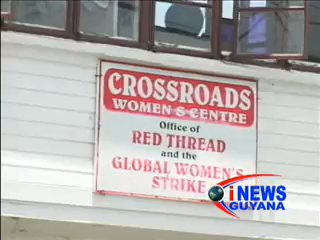 CROSSROADS
WOMEN S CENTRE
Office of
RED THREAD
and the
GLOBAL WOMEN'S
STRIKE
iNEWS
GUYANA